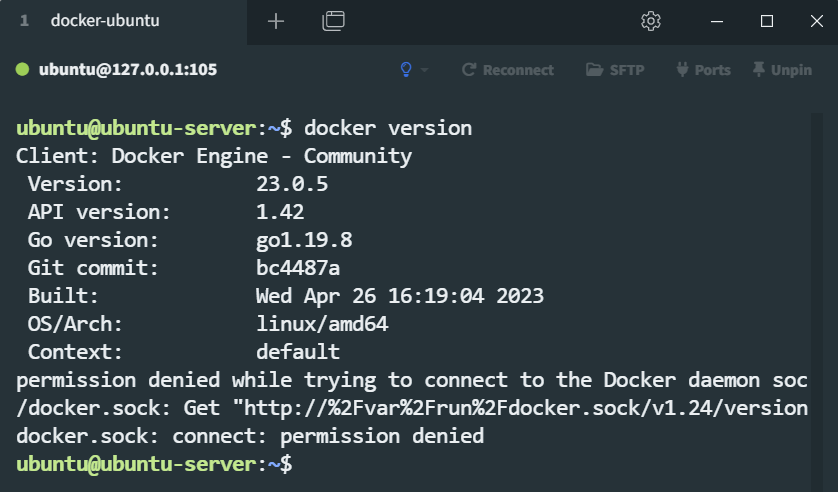 1 docker-ubuntu
ubuntu@127.0.0.1:105 Reconnect SFTP Ports Unpin
ubuntu@ubuntu-server:~$ docker version
Client: Docker Engine - Community
Version: 23.0.5
API version: 1.42
Go version: go1.19.8
Git commit: bc4487a
Built: Wed Apr 26 16:19:04 2023
OS/Arch: linux/amd64
Context: default
permission denied while trying to connect to the Docker daemon soc
/docker.sock: Get "http://%2Fvar%2Frun%2Fdocker.sock/v1.24/version
docker.sock: connect: permission denied
ubuntu@ubuntu-server:~$